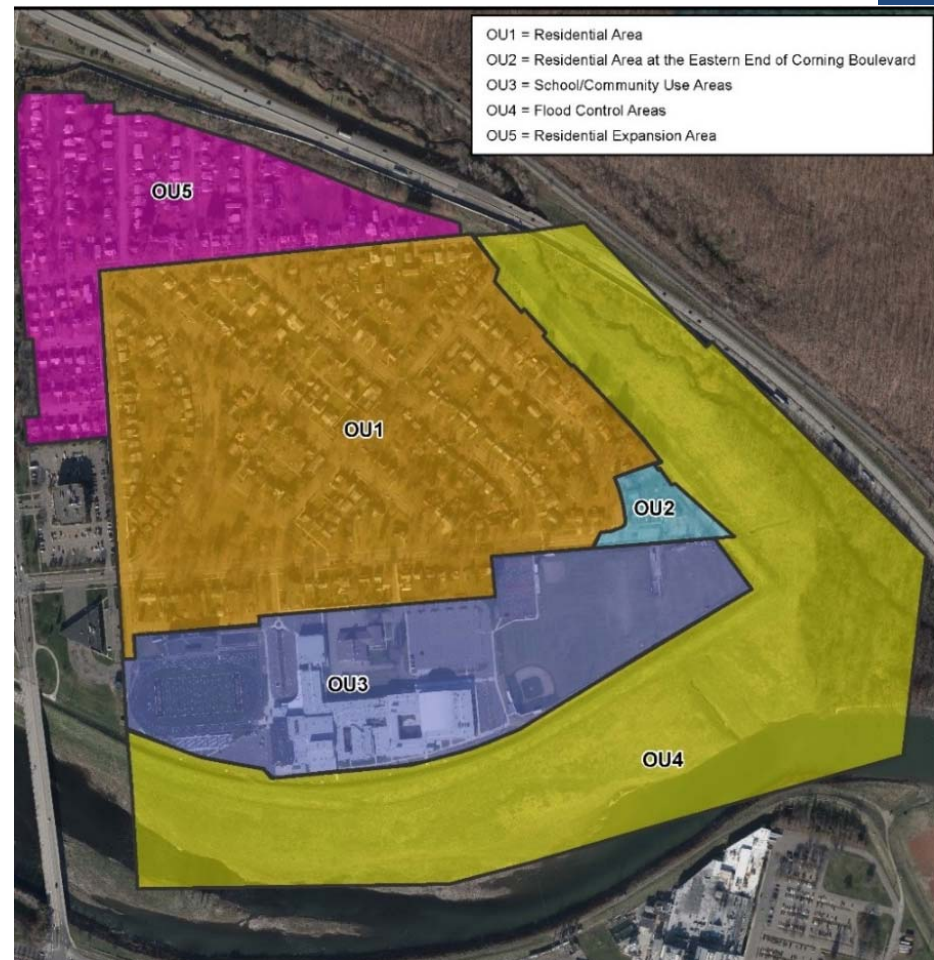 OU1 = Residential Area
OU2 = Residential Area at the Eastern End of Corning Boulevard
OU3 = School/Community Use Areas
OU4 = Flood Control Areas
OU5 = Residential Expansion Area
OU5
OU1
OU2
OU3
OU4